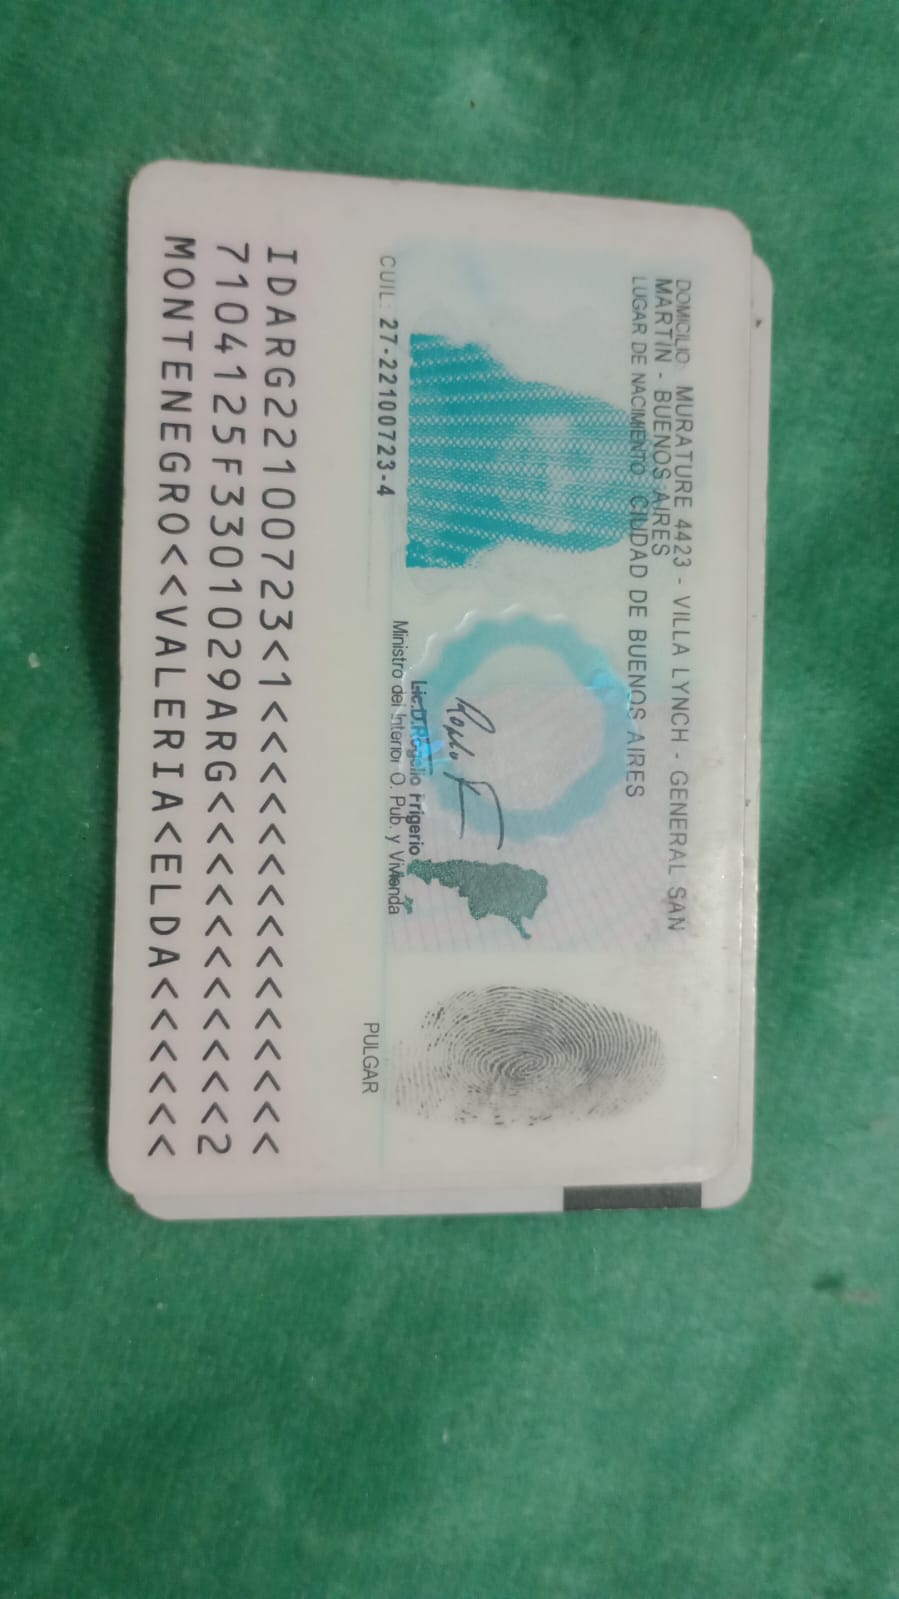 DOMICILIO: MURATURE 4423 - VILLA LYNCH - GENERAL SAN
MARTÍN - BUENOS AIRES
LUGAR DE NACIMIENTO: CIUDAD DE BUENOS AIRES
CUIL: 27-22100723-4
Lic.D.Rogelio Frigerio
Ministro del Interior O. Pub. y Vivienda
PULGAR
IDARG22100723<1<<<<<<<<<<<<<<<
7104125F3301029ARG<<<<<<<<<<<2
MONTENEGRO<<VALERIA<ELDA<<<<<<